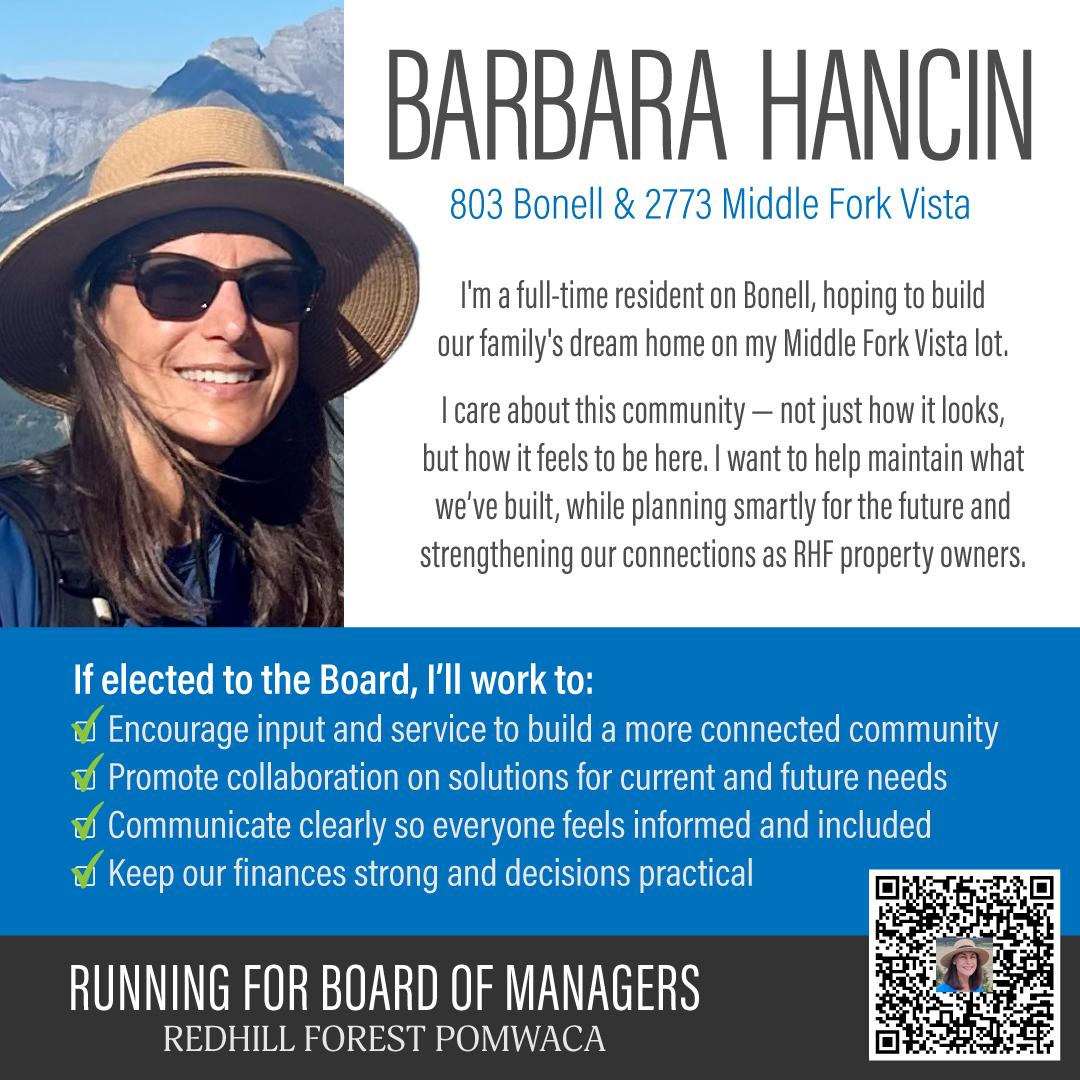 BARBARA HANCIN
803 Bonell & 2773 Middle Fork Vista
I'm a full-time resident on Bonell, hoping to build
our family's dream home on my Middle Fork Vista lot.
I care about this community — not just how it looks,
but how it feels to be here. I want to help maintain what
we’ve built, while planning smartly for the future and
strengthening our connections as RHF property owners.
If elected to the Board, I’ll work to:
Encourage input and service to build a more connected community
Promote collaboration on solutions for current and future needs
Communicate clearly so everyone feels informed and included
Keep our finances strong and decisions practical
RUNNING FOR BOARD OF MANAGERS
REDHILL FOREST POMWACA